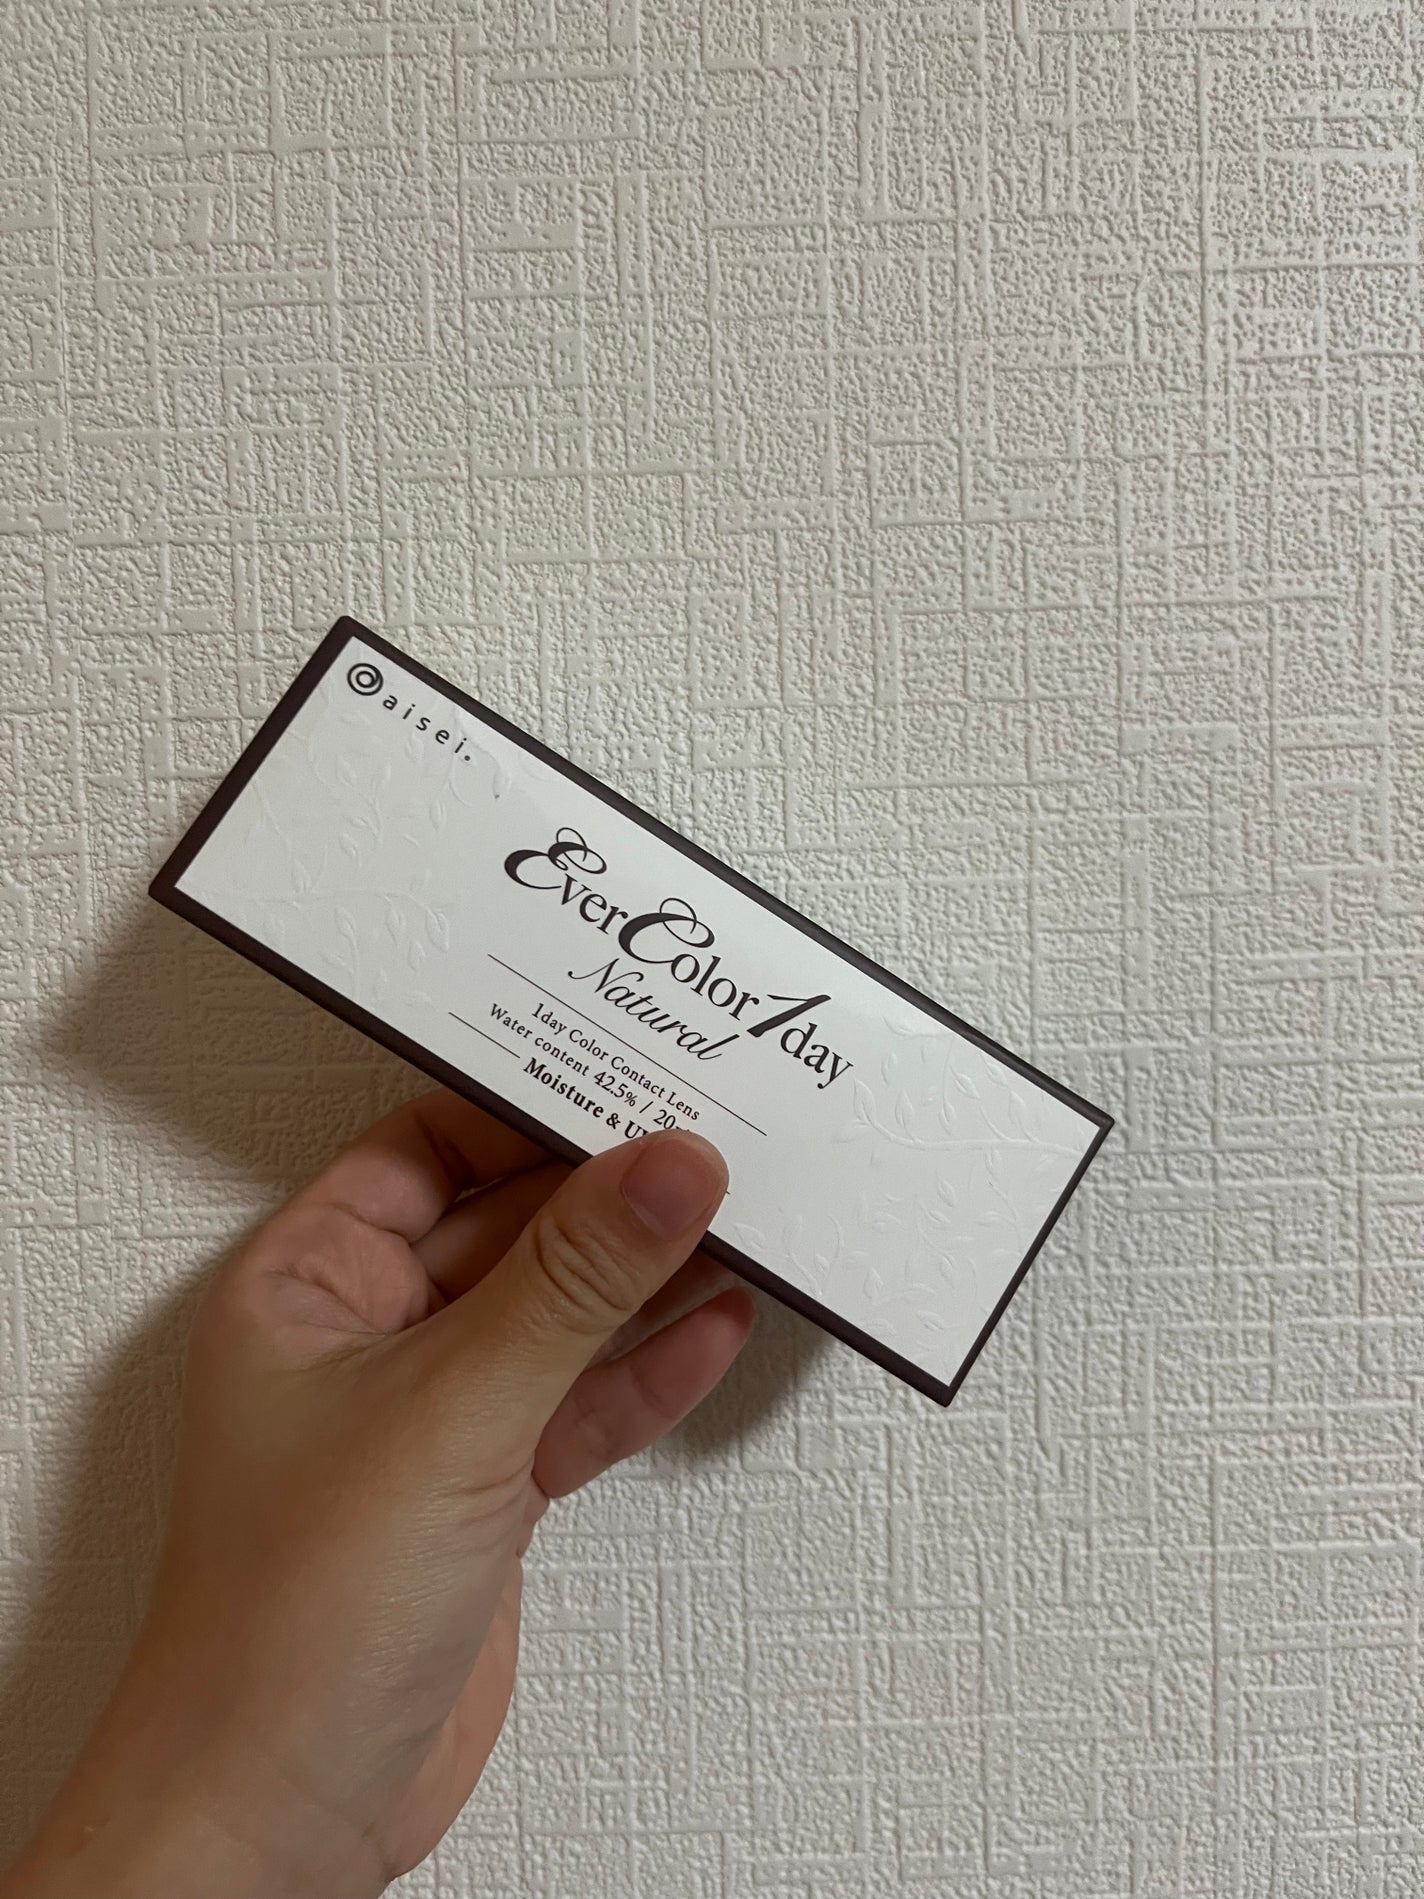 aisei.
EverColor1day
Natural
1day Color Contact Lens
Water content 42.5% /
Moisture &